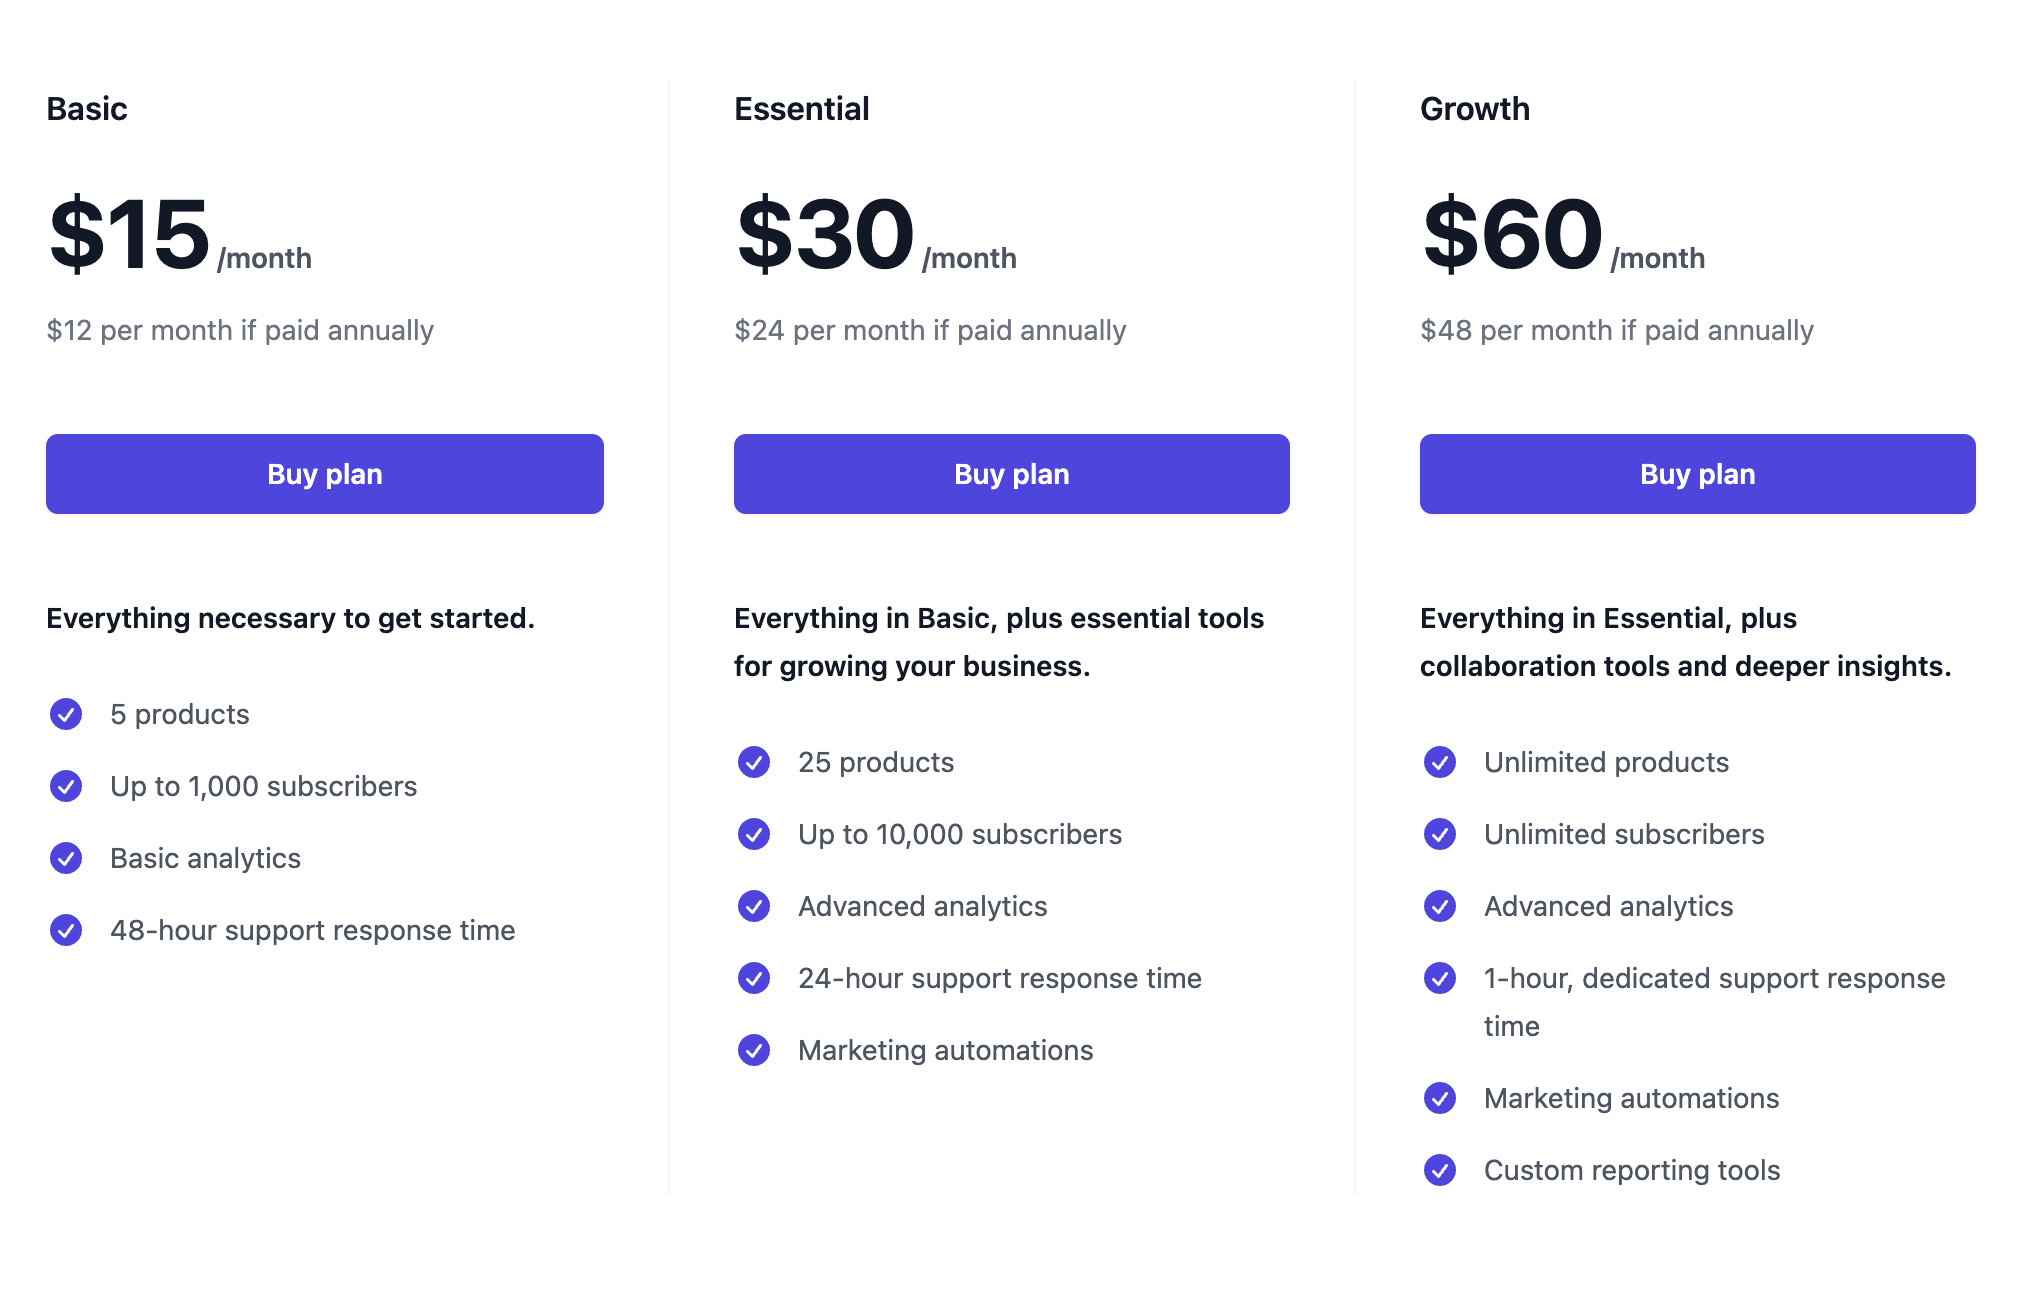 Basic
$15 /month
$12 per month if paid annually
Buy plan
Everything necessary to get started.
5 products
Up to 1,000 subscribers
Basic analytics
48-hour support response time
Essential
$30 /month
$24 per month if paid annually
Buy plan
Everything in Basic, plus essential tools
for growing your business.
25 products
Up to 10,000 subscribers
Advanced analytics
24-hour support response time
Marketing automations
Growth
$60 /month
$48 per month if paid annually
Buy plan
Everything in Essential, plus
collaboration tools and deeper insights.
Unlimited products
Unlimited subscribers
Advanced analytics
1-hour, dedicated support response
time
Marketing automations
Custom reporting tools